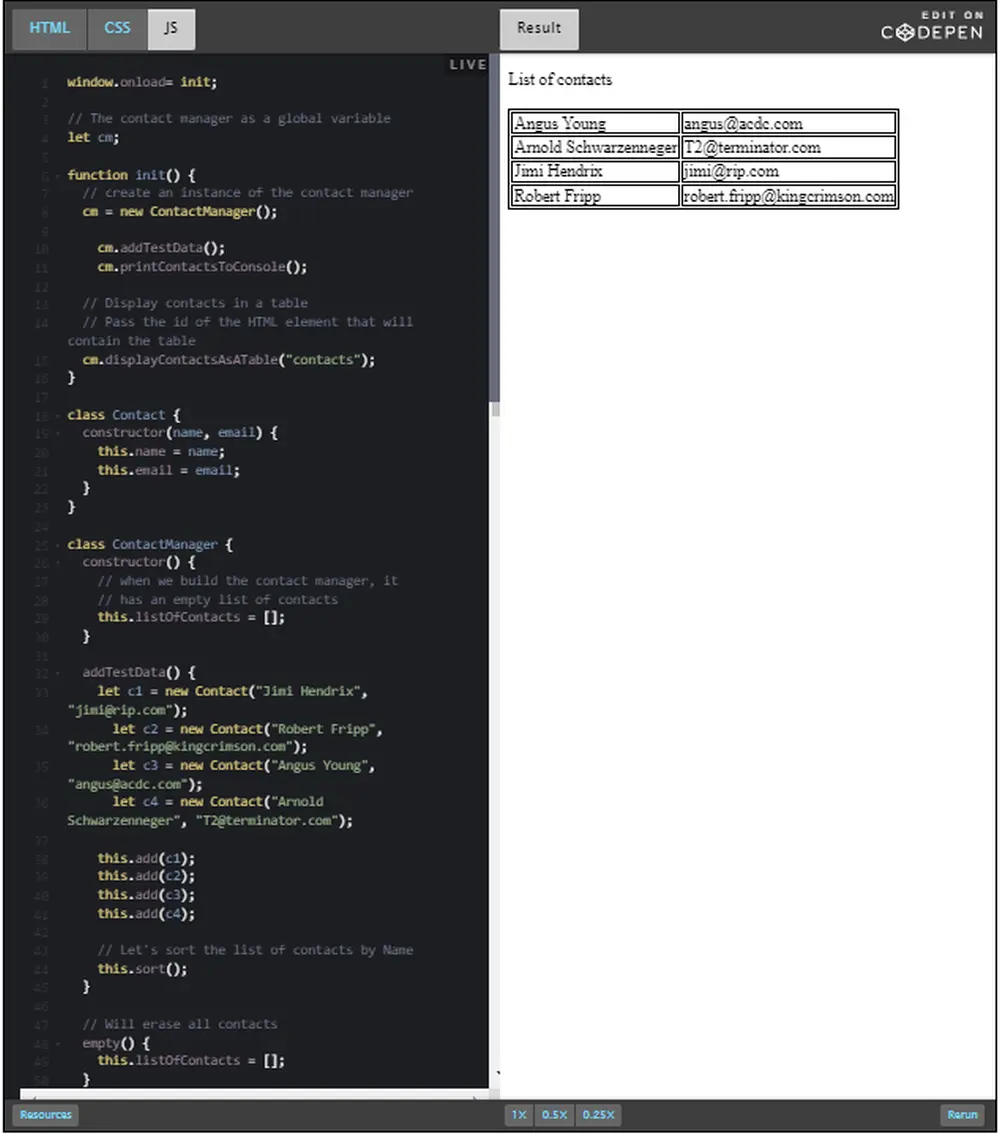 HTML CSS JS Result EDIT ON
CODEPEN
LIVE
1 window.onload= init;
2
3 // The contact manager as a global variable
4 let cm;
5
6 function init() {
7 // create an instance of the contact manager
8 cm = new ContactManager();
9
10 cm.addTestData();
11 cm.printContactsToConsole();
12
13 // Display contacts in a table
14 // Pass the id of the HTML element that will
contain the table
15 cm.displayContactsAsATable("contacts");
16 }
17
18 class Contact {
19 constructor(name, email) {
20 this.name = name;
21 this.email = email;
22 }
23 }
24
25 class ContactManager {
26 constructor() {
27 // when we build the contact manager, it
28 // has an empty list of contacts
29 this.listOfContacts = [];
30 }
31
32 addTestData() {
33 let c1 = new Contact("Jimi Hendrix",
"jimi@rip.com");
34 let c2 = new Contact("Robert Fripp",
"robert.fripp@kingcrimson.com");
35 let c3 = new Contact("Angus Young",
"angus@acdc.com");
36 let c4 = new Contact("Arnold
Schwarzenneger", "T2@terminator.com");
37
38 this.add(c1);
39 this.add(c2);
40 this.add(c3);
41 this.add(c4);
42
43 // Let's sort the list of contacts by Name
44 this.sort();
45 }
46
47 // Will erase all contacts
48 empty() {
49 this.listOfContacts = [];
50 }
List of contacts
Angus Young angus@acdc.com
Arnold Schwarzenneger T2@terminator.com
Jimi Hendrix jimi@rip.com
Robert Fripp robert.fripp@kingcrimson.com
Resources 1X 0.5X 0.25X Rerun